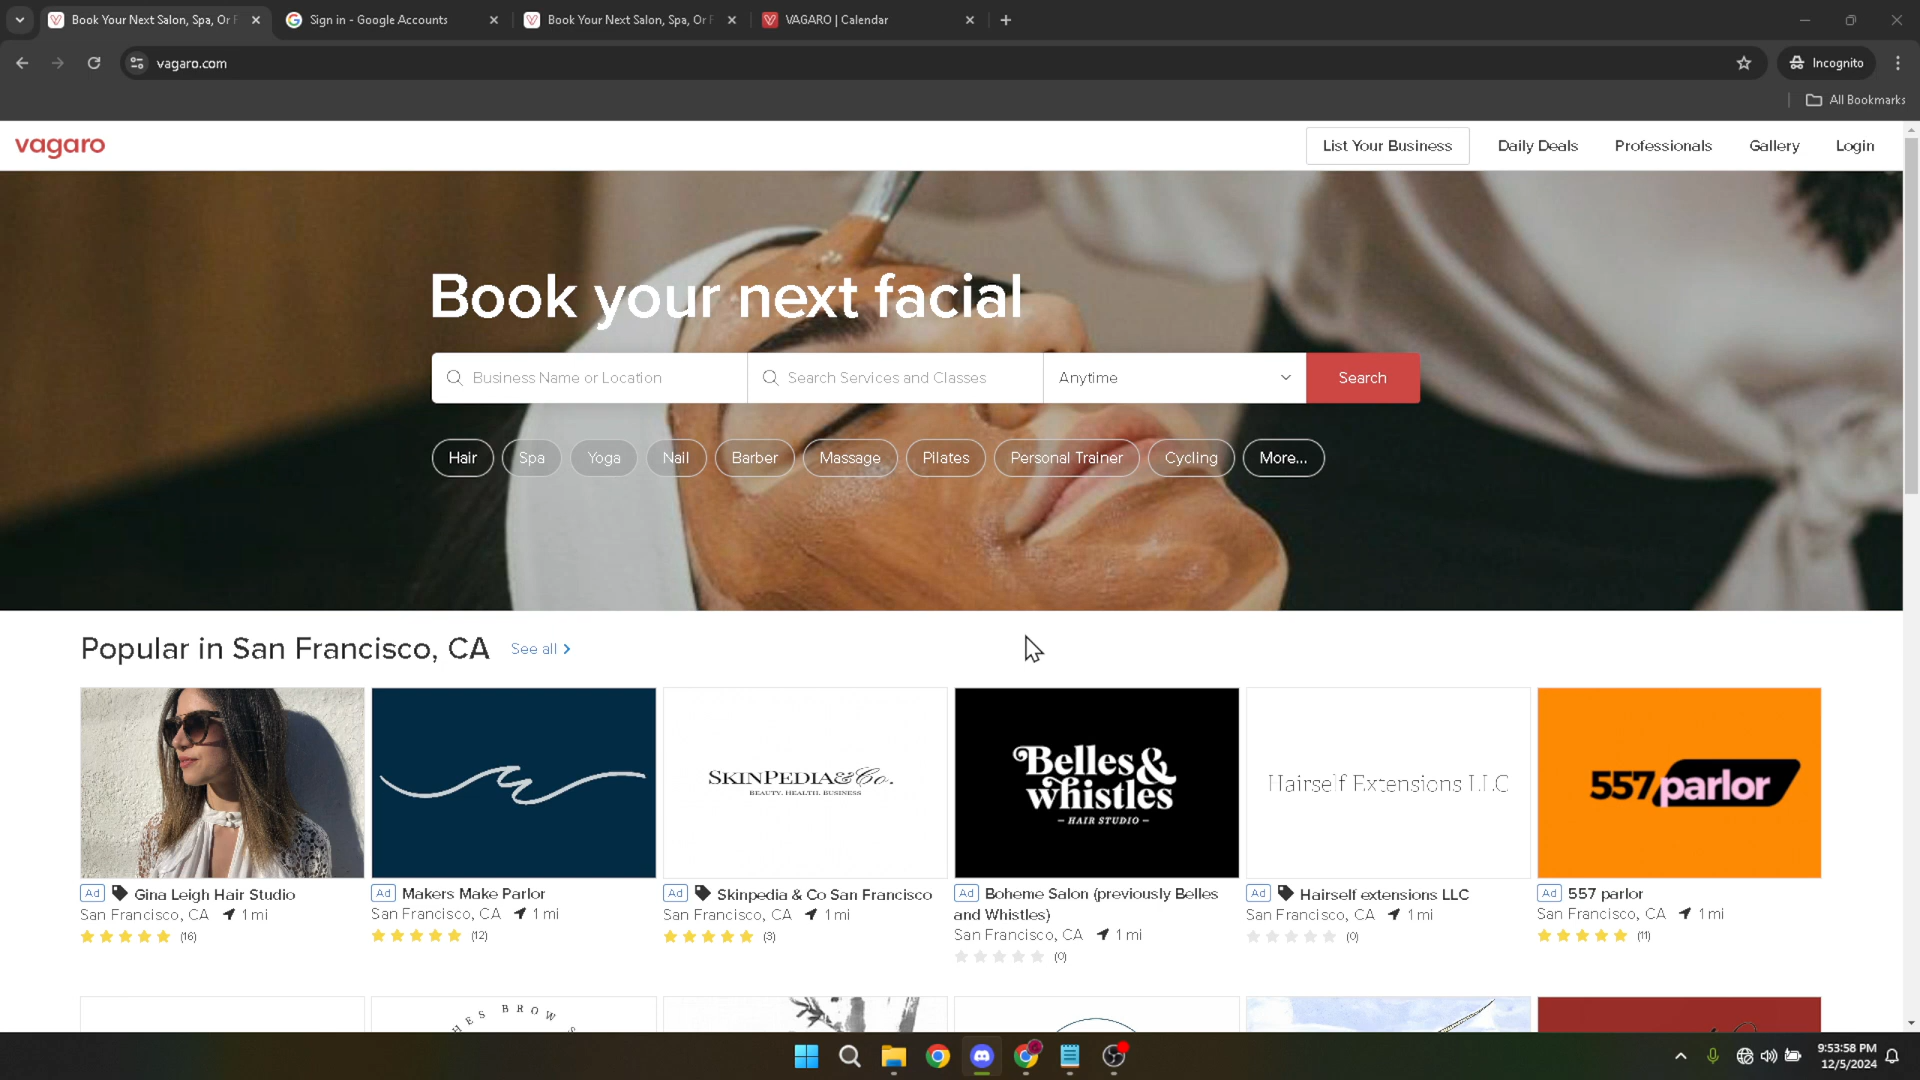 Book Your Next Salon, Spa, Or F
Sign in - Google Accounts
Book Your Next Salon, Spa, Or F
VAGARO | Calendar
vagaro.com
Incognito
All Bookmarks
vagaro
List Your Business
Daily Deals
Professionals
Gallery
Login
Book your next facial
Business Name or Location
Search Services and Classes
Anytime
Search
Hair
Spa
Yoga
Nail
Barber
Massage
Pilates
Personal Trainer
Cycling
More...
Popular in San Francisco, CA
See all
SKINPEDIA & Co.
BEAUTY. HEALTH. BUSINESS
Belles &
whistles
- HAIR STUDIO -
Hairself Extensions LLC
557 parlor
Ad Gina Leigh Hair Studio
San Francisco, CA 1 mi
(16)
Ad Makers Make Parlor
San Francisco, CA 1 mi
(12)
Ad Skinpedia & Co San Francisco
San Francisco, CA 1 mi
(3)
Ad Boheme Salon (previously Belles
and Whistles)
San Francisco, CA 1 mi
(0)
Ad Hairself extensions LLC
San Francisco, CA 1 mi
(0)
Ad 557 parlor
San Francisco, CA 1 mi
(11)
HES BROWS
9:53:58 PM
12/5/2024